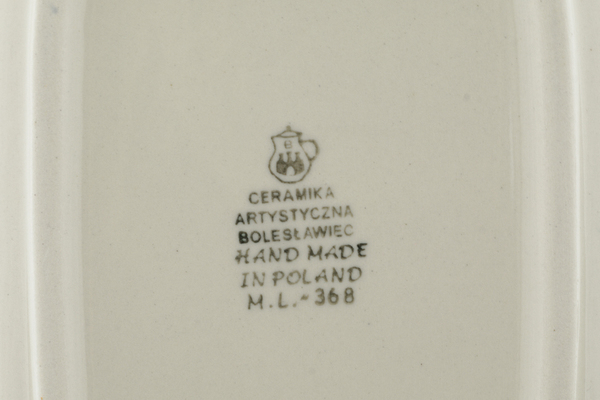 e
CERAMIKA
ARTYSTYCZNA
BOLESŁAWIEC
HAND MADE
IN POLAND
M.L.-368